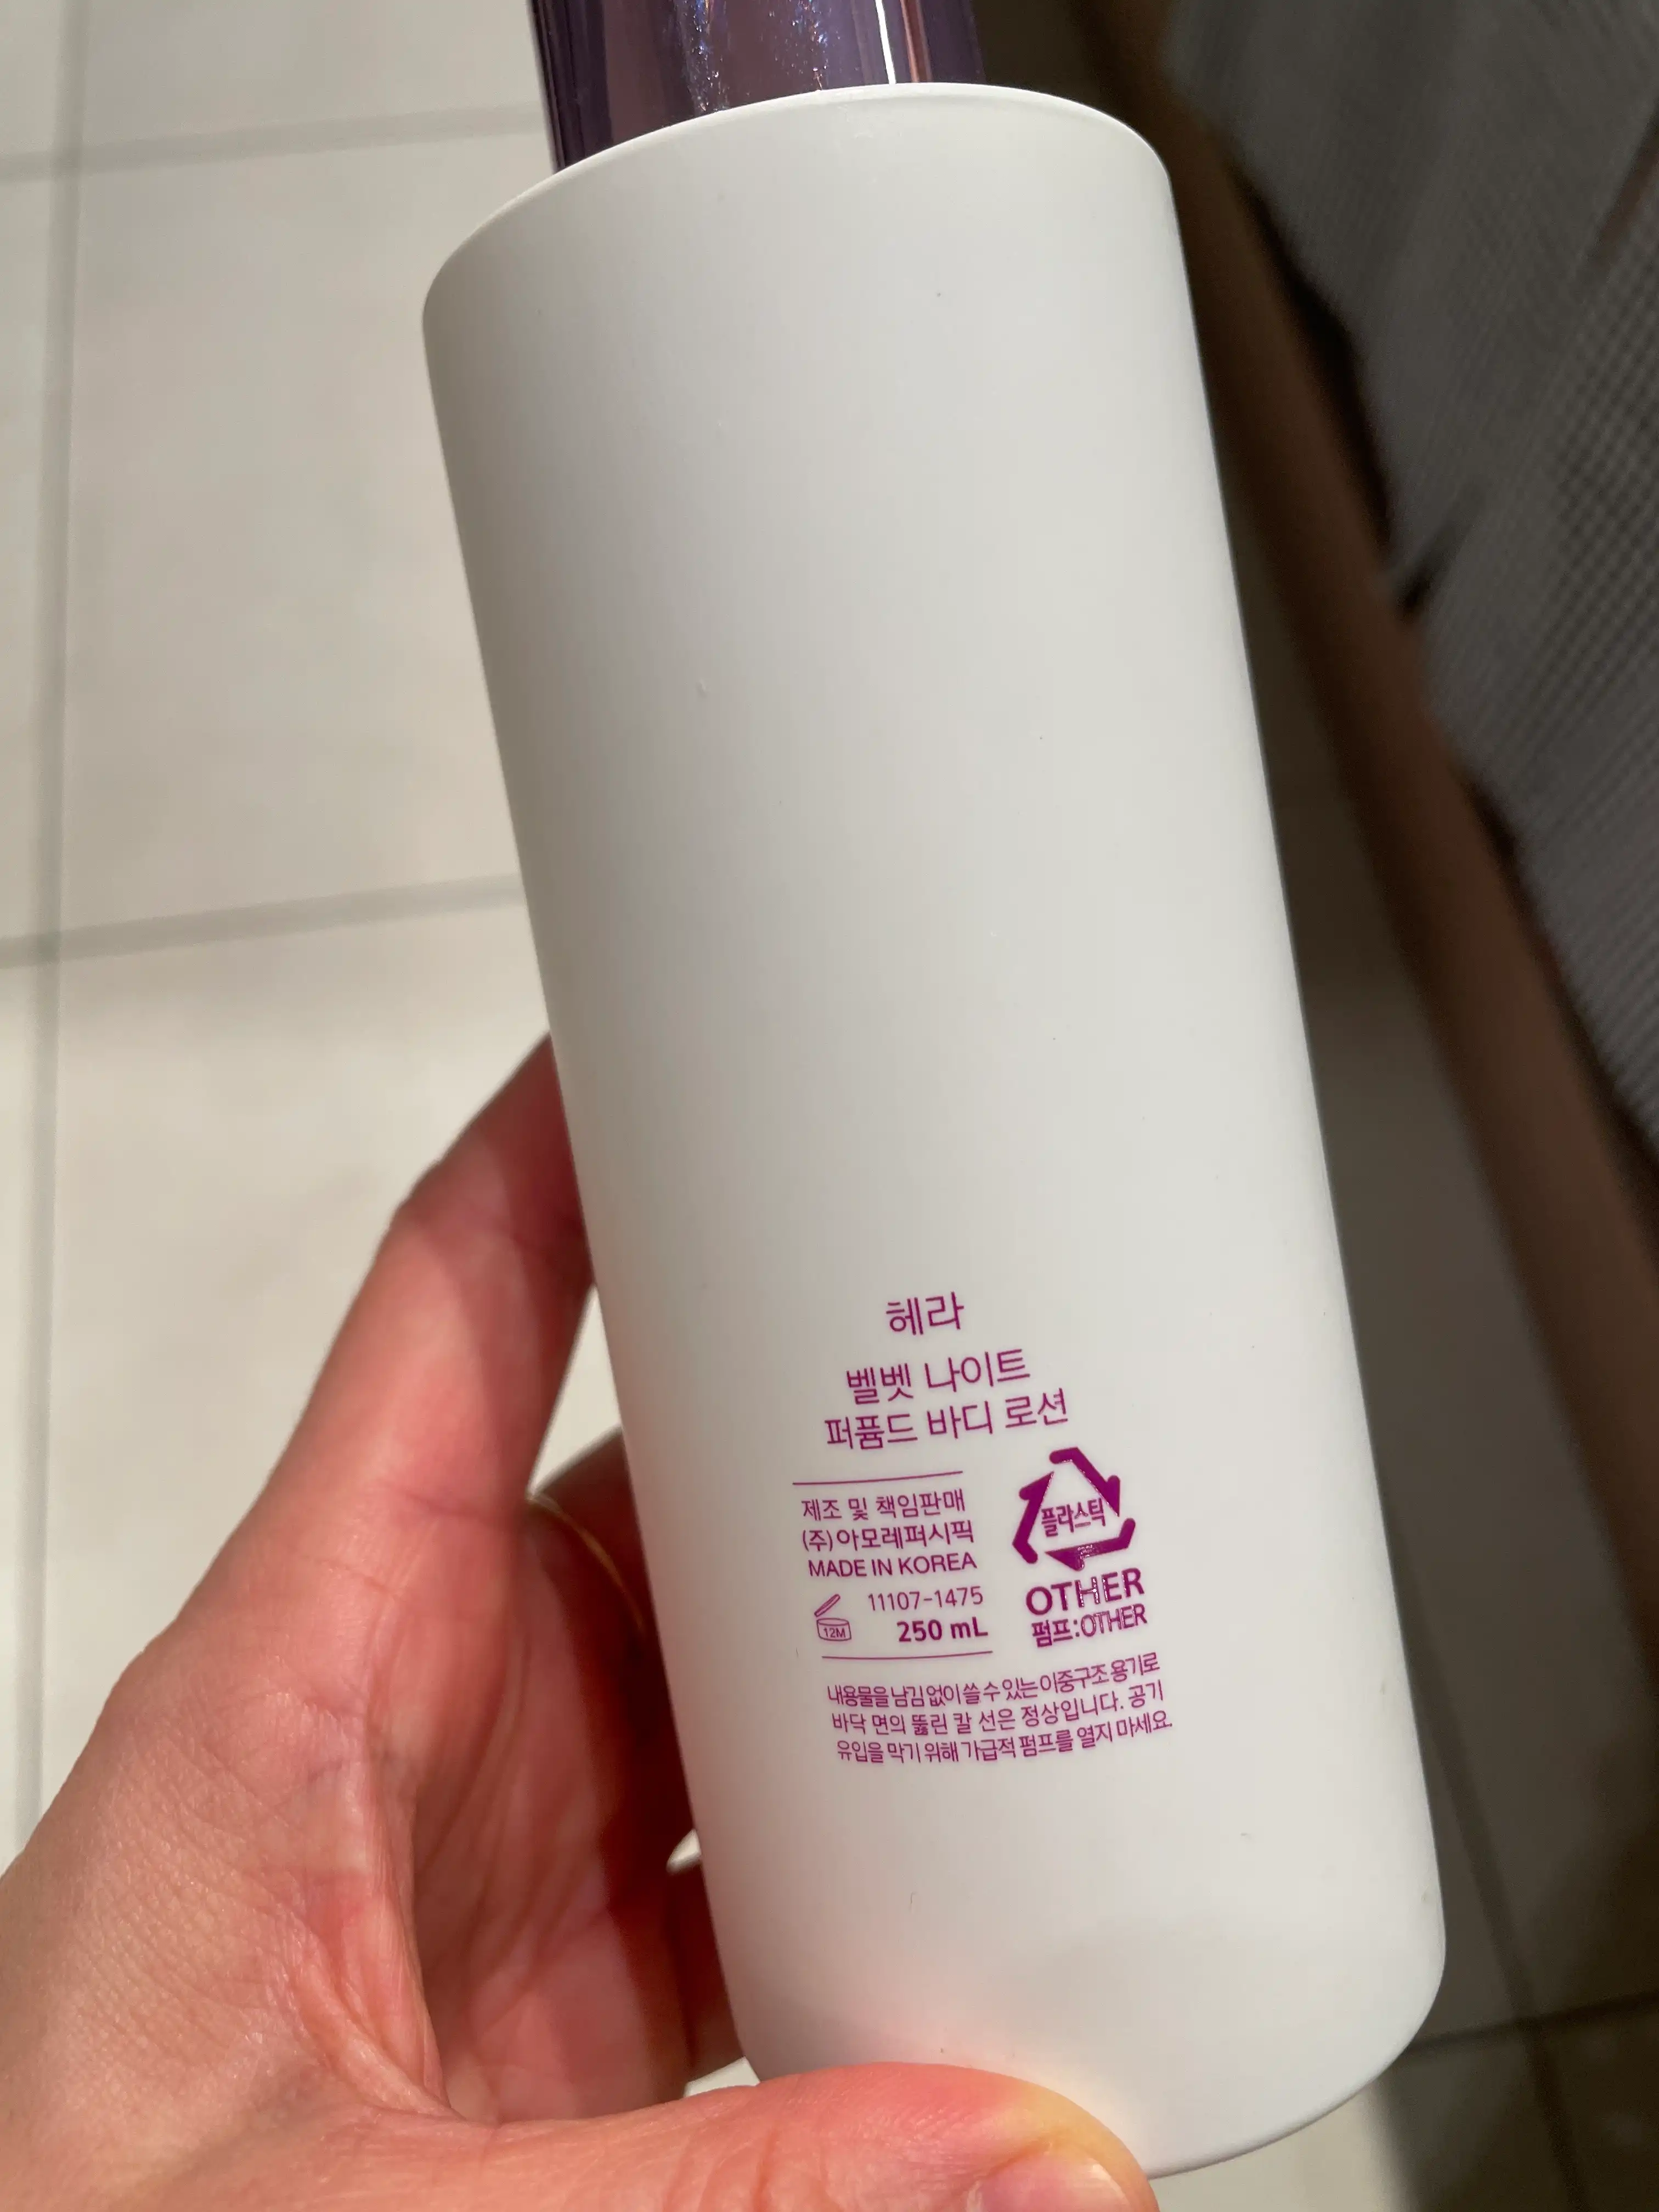 헤라
벨벳 나이트
퍼퓸드 바디 로션
제조 및 책임판매
(주)아모레퍼시픽
MADE IN KOREA
12M
11107-1475
250 mL
플라스틱
OTHER
펌프:OTHER
내용물을 남김 없이 쓸 수 있는 이중구조 용기로
바닥 면의 뚫린 칼 선은 정상입니다. 공기
유입을 막기 위해 가급적 펌프를 열지 마세요.